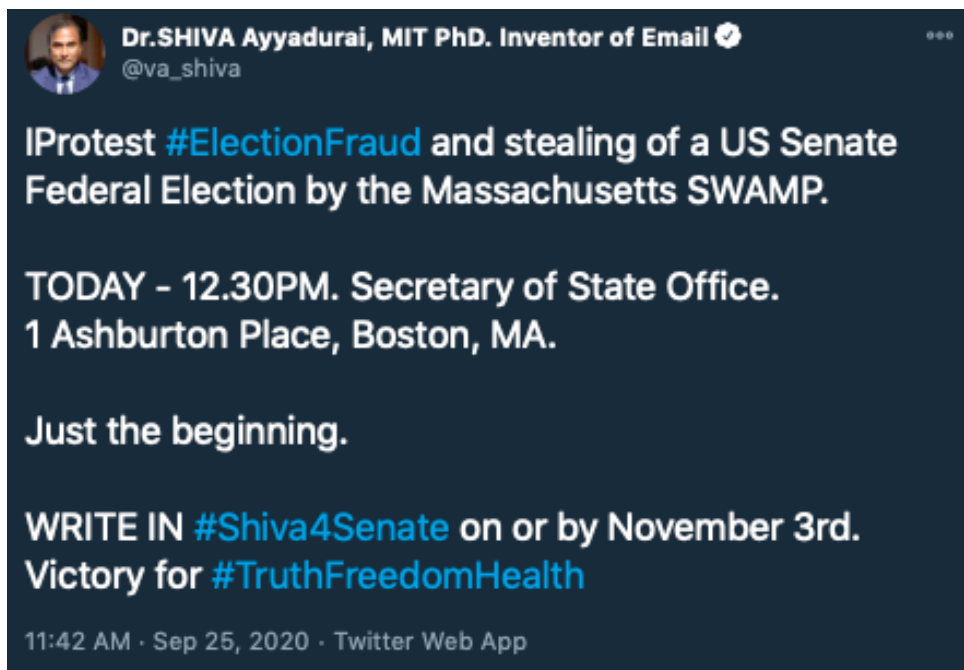 Dr.SHIVA Ayyadurai, MIT PhD. Inventor of Email
@va_shiva
IProtest #ElectionFraud and stealing of a US Senate
Federal Election by the Massachusetts SWAMP.
TODAY - 12.30PM. Secretary of State Office.
1 Ashburton Place, Boston, MA.
Just the beginning.
WRITE IN #Shiva4Senate on or by November 3rd.
Victory for #TruthFreedomHealth
11:42 AM · Sep 25, 2020 · Twitter Web App